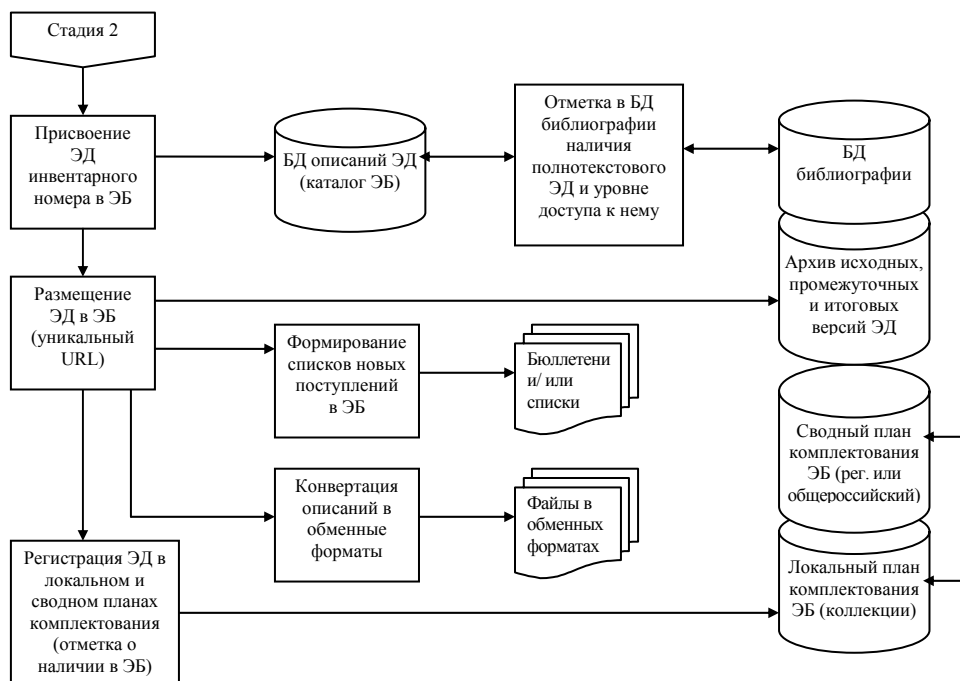 Стадия 2
Присвоение
ЭД
инвентарного
номера в ЭБ
БД описаний ЭД
(каталог ЭБ)
Отметка в БД
библиографии
наличия
полнотекстового
ЭД и уровне
доступа к нему
БД
библиографии
Размещение
ЭД в ЭБ
(уникальный
URL)
Архив исходных,
промежуточных
и итоговых
версий ЭД
Формирование
списков новых
поступлений
в ЭБ
Бюллетени
и/ или
списки
Сводный план
комплектования
ЭБ (рег. или
общероссийский)
Конвертация
описаний в
обменные
форматы
Файлы в
обменных
форматах
Регистрация ЭД в
локальном и
сводном планах
комплектования
(отметка о
наличии в ЭБ)
Локальный план
комплектования
ЭБ (коллекции)